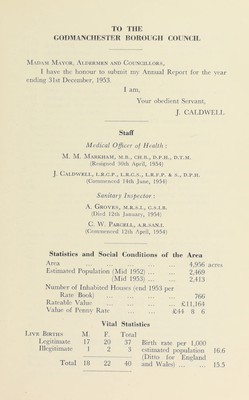 TO THE
GODMANCHESTER BOROUGH COUNCIL
MADAM MAYOR, ALDERMEN AND COUNCILLORS,
I have the honour to submit my Annual Report for the year
ending 31st December, 1953.
I am,
Your obedient Servant,
J. CALDWELL
Staff
Medical Officer of Health:
M. M. MARKHAM, M.B., CH.B., D.P.H., D.T.M.
(Resigned 30th April, 1954)
J. CALDWELL, L.R.C.P., L.R.C.S., L.R.F.P. & S., D.P.H.
(Commenced 14th June, 1954)
Sanitary Inspector:
A. GROVES, M.R.S.I., C.S.I.B.
(Died 12th January, 1954)
C. W. PARCELL, A.R.SAN.I.
(Commenced 12th April, 1954)
Statistics and Social Conditions of the Area
Area ... ... ... ... ... 4,956 acres
Estimated Population (Mid 1952) ... ... 2,469
(Mid 1953) ... ... 2,413
Number of Inhabited Houses (end 1953 per
Rate Book) ... ... ... ... 766
Rateable Value ... ... ... ... £11,164
Value of Penny Rate ... ... ... £44 8 6
Vital Statistics
LIVE BIRTHS M. F. Total
Legitimate 17 20 37 Birth rate per 1,000
Illegitimate 1 2 3 estimated population 16.6
(Ditto for England
Total 18 22 40 and Wales) ... ... 15.5